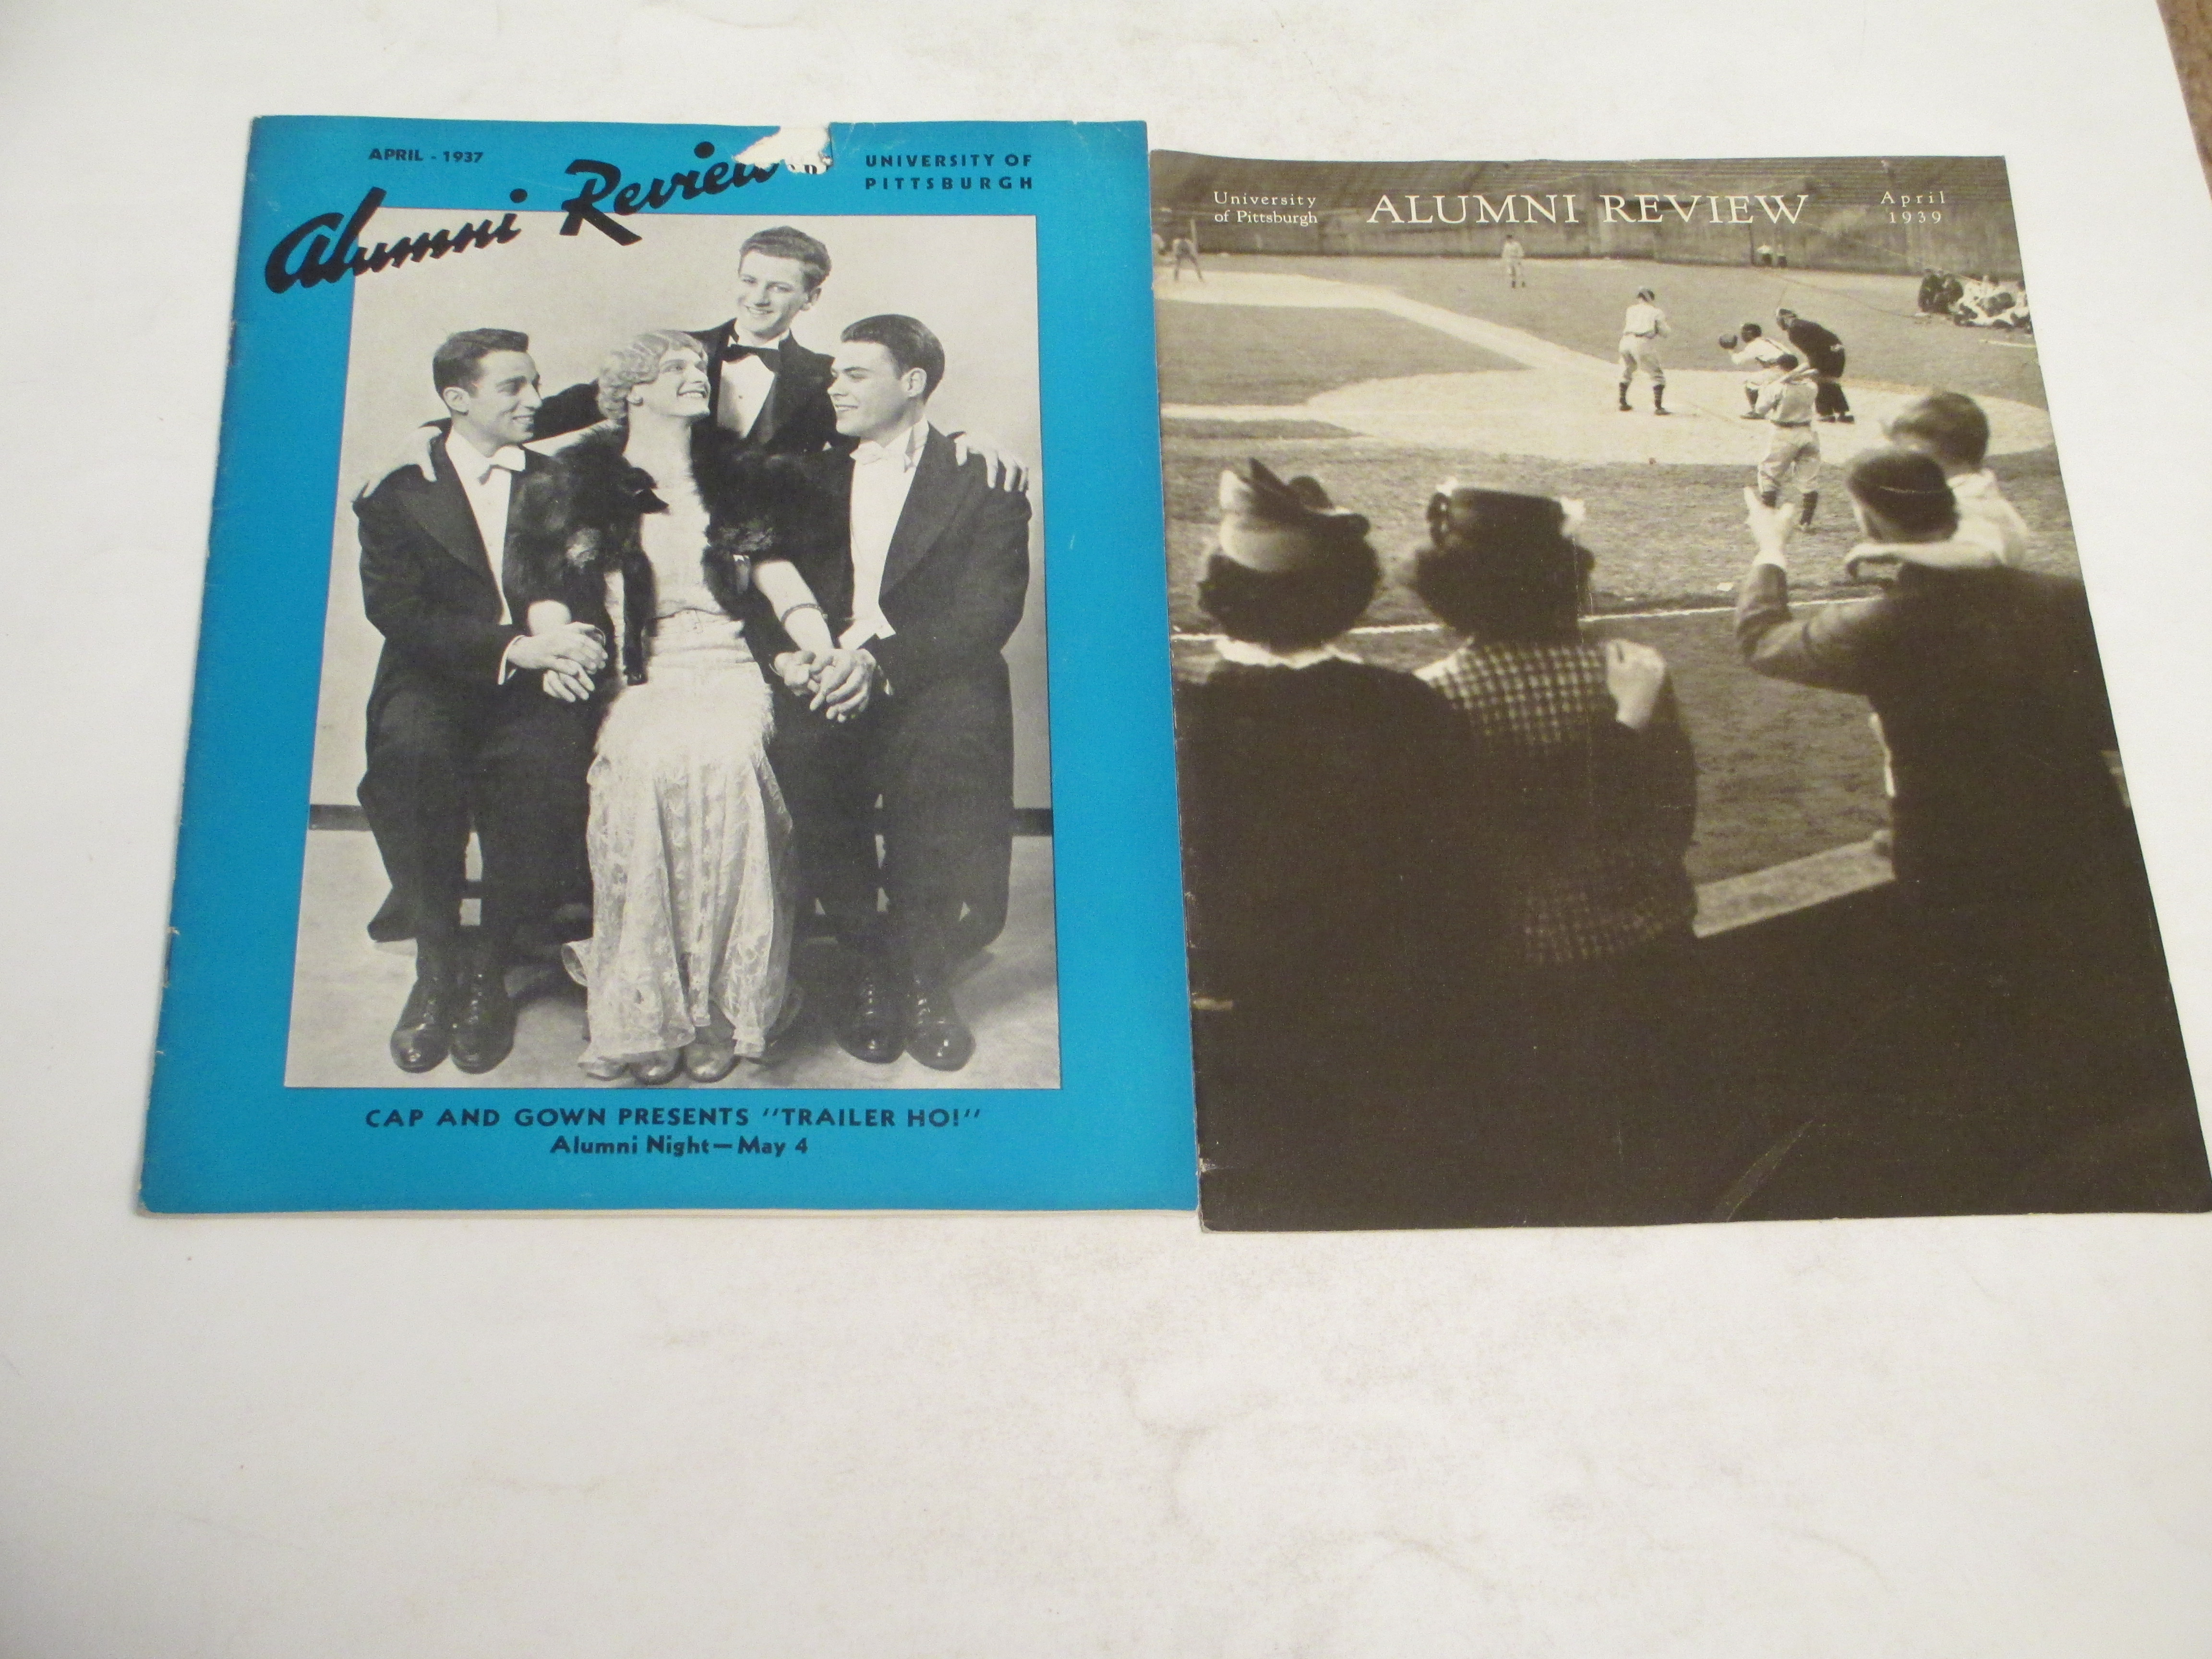 APRIL - 1937
Alumni Review
UNIVERSITY OF
PITTSBURGH
CAP AND GOWN PRESENTS "TRAILER HO!"
Alumni Night—May 4
University
of Pittsburgh
ALUMNI REVIEW
April
1939